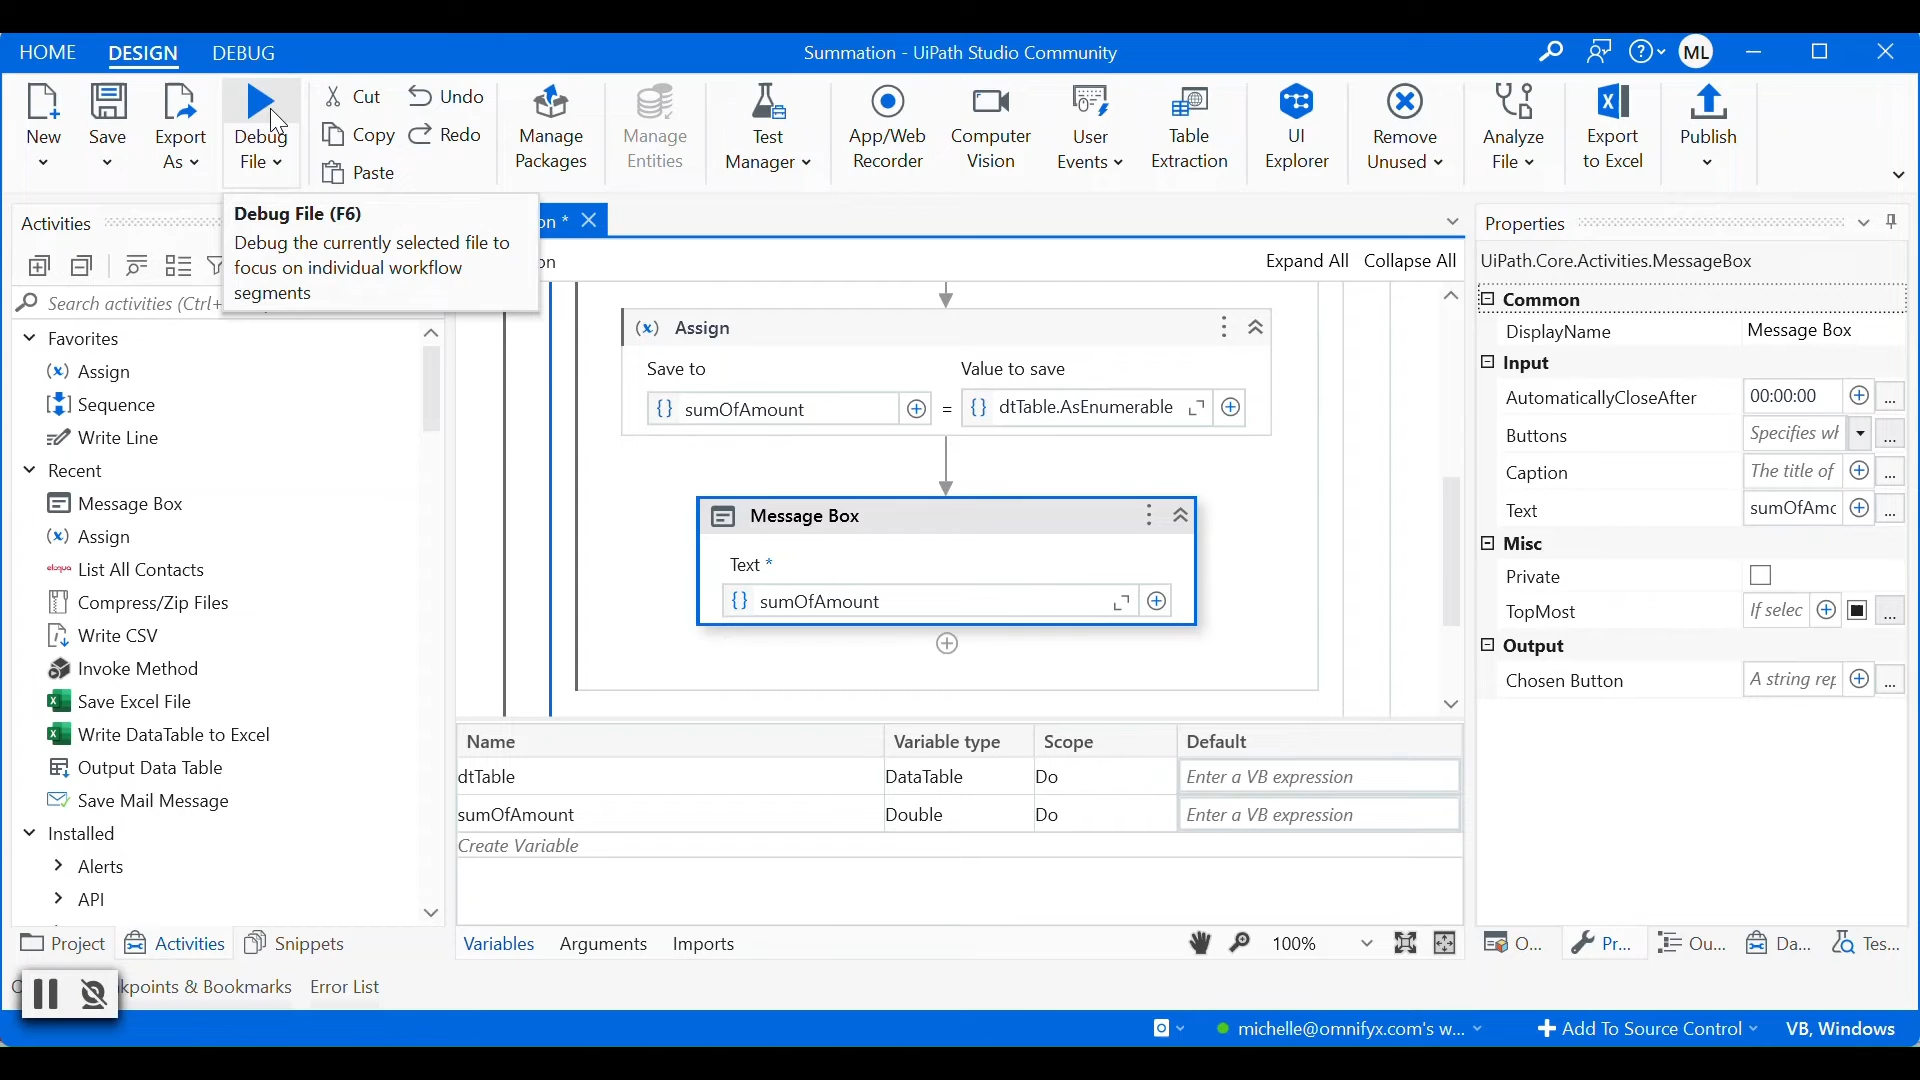 HOME DESIGN DEBUG Summation - UiPath Studio Community ML
New Save Export As Debug File Cut Undo Copy Redo Paste Manage Packages Manage Entities Test Manager App/Web Recorder Computer Vision User Events Table Extraction UI Explorer Remove Unused Analyze File Export to Excel Publish
Debug File (F6)
Debug the currently selected file to
focus on individual workflow
segments
Activities
Search activities (Ctrl+
Favorites
Assign
Sequence
Write Line
Recent
Message Box
Assign
eloqua List All Contacts
Compress/Zip Files
Write CSV
Invoke Method
Save Excel File
Write DataTable to Excel
Output Data Table
Save Mail Message
Installed
Alerts
API
Project Activities Snippets
on *
on Expand All Collapse All
(x) Assign
Save to Value to save
{} sumOfAmount = {} dtTable.AsEnumerable
Message Box
Text *
{} sumOfAmount
Name Variable type Scope Default
dtTable DataTable Do Enter a VB expression
sumOfAmount Double Do Enter a VB expression
Create Variable
Variables Arguments Imports 100%
Properties
UiPath.Core.Activities.MessageBox
Common
DisplayName Message Box
Input
AutomaticallyCloseAfter 00:00:00 ...
Buttons Specifies wh ...
Caption The title of ...
Text sumOfAmo ...
Misc
Private
TopMost If selec ...
Output
Chosen Button A string rep ...
O... Pr... Ou... Da... Tes...
kpoints & Bookmarks Error List
michelle@omnifyx.com's w... Add To Source Control VB, Windows